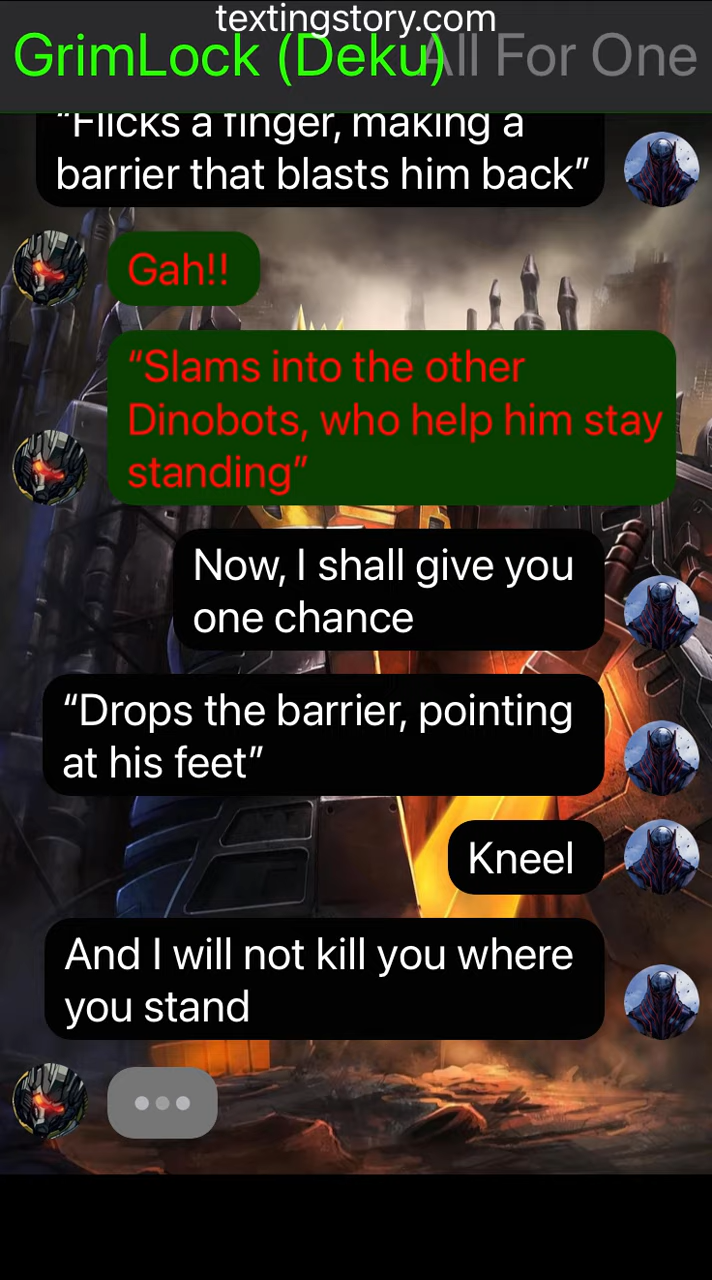 textingstory.com
GrimLock (Deku)
All For One
“Flicks a finger, making a
barrier that blasts him back”
Gah!!
“Slams into the other
Dinobots, who help him stay
standing”
Now, I shall give you
one chance
“Drops the barrier, pointing
at his feet”
Kneel
And I will not kill you where
you stand